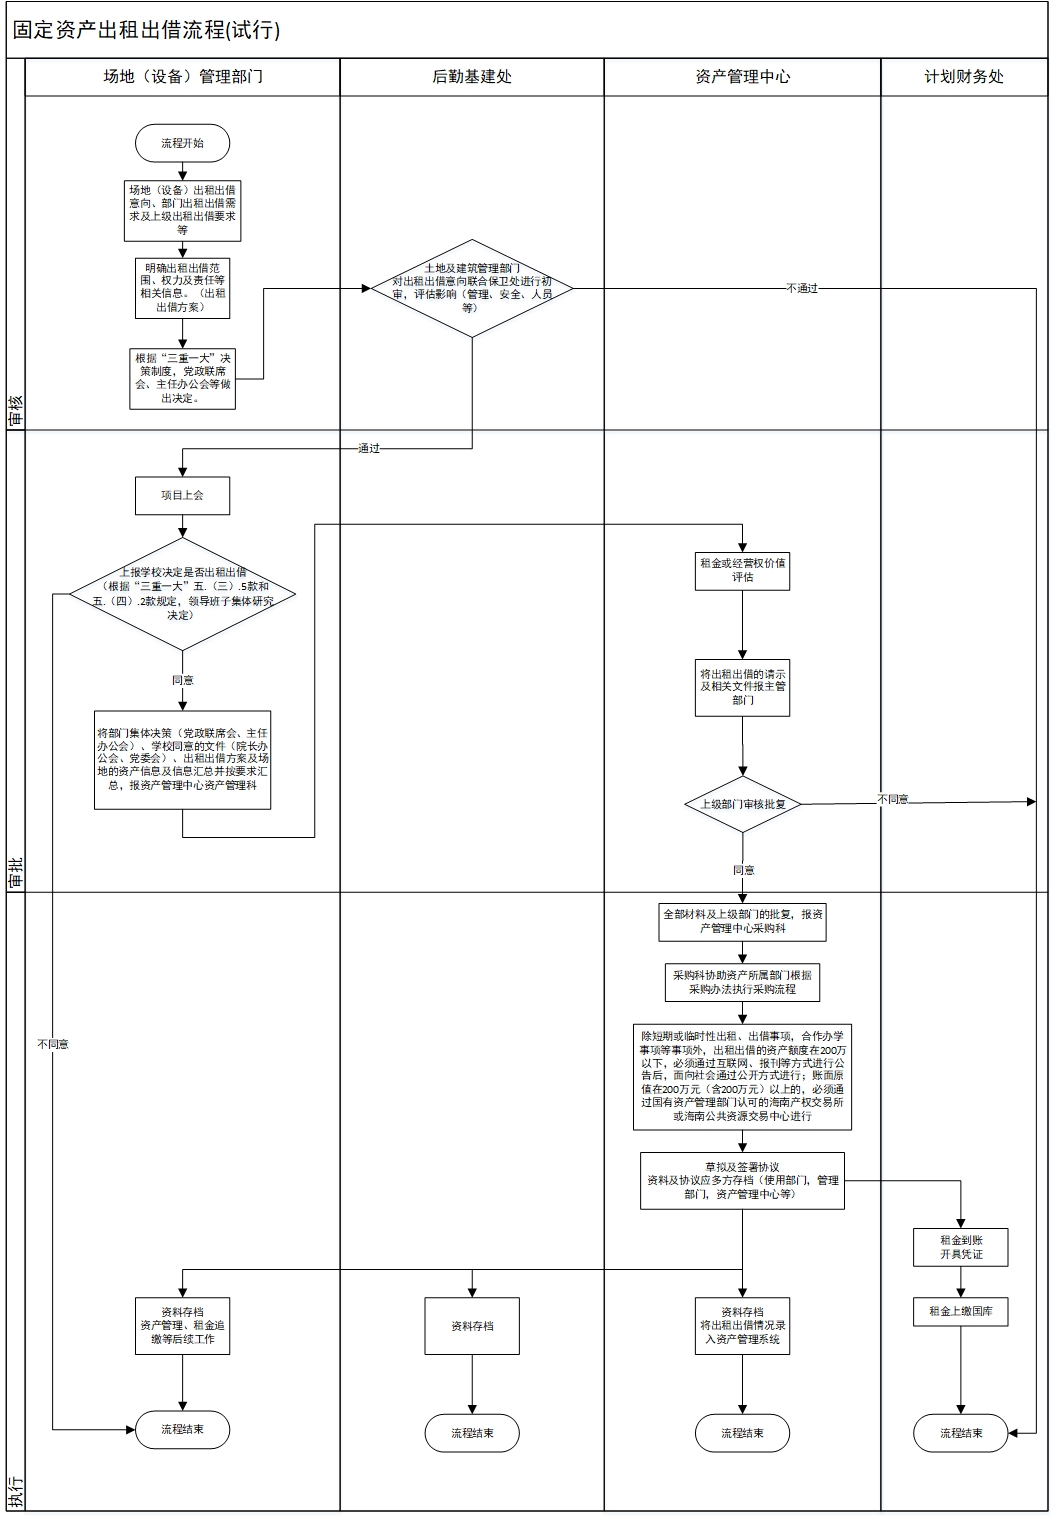 固定资产出租出借流程(试行)
场地（设备）管理部门
后勤基建处
资产管理中心
计划财务处
审核
流程开始
场地（设备）出租出借
意向、部门出租出借需
求及上级出租出借要求
等
明确出租出借范
围、权力及责任等
相关信息。（出租
出借方案）
根据“三重一大”决
策制度，党政联席
会、主任办公会等做
出决定。
土地及建筑管理部门
对出租出借意向联合保卫处进行初
审，评估影响（管理、安全、人员
等）
不通过
通过
审批
项目上会
上报学校决定是否出租出借
（根据“三重一大”五.（三）.5款和
五.（四）.2款规定，领导班子集体研究
决定）
同意
将部门集体决策（党政联席会、主任
办公会）、学校同意的文件（院长办
公会、党委会）、出租出借方案及场
地的资产信息及信息汇总并按要求汇
总，报资产管理中心资产管理科
租金或经营权价值
评估
将出租出借的请示
及相关文件报主管
部门
上级部门审核批复
不同意
同意
执行
不同意
全部材料及上级部门的批复，报资
产管理中心采购科
采购科协助资产所属部门根据
采购办法执行采购流程
除短期或临时性出租、出借事项，合作办学
事项等事项外，出租出借的资产额度在200万
以下，必须通过互联网、报刊等方式进行公
告后，面向社会通过公开方式进行；账面原
值在200万元（含200万元）以上的，必须通
过国有资产管理部门认可的海南产权交易所
或海南公共资源交易中心进行
草拟及签署协议
资料及协议应多方存档（使用部门，管理
部门，资产管理中心等）
租金到账
开具凭证
租金上缴国库
资料存档
资产管理、租金追
缴等后续工作
资料存档
资料存档
将出租出借情况录
入资产管理系统
流程结束
流程结束
流程结束
流程结束